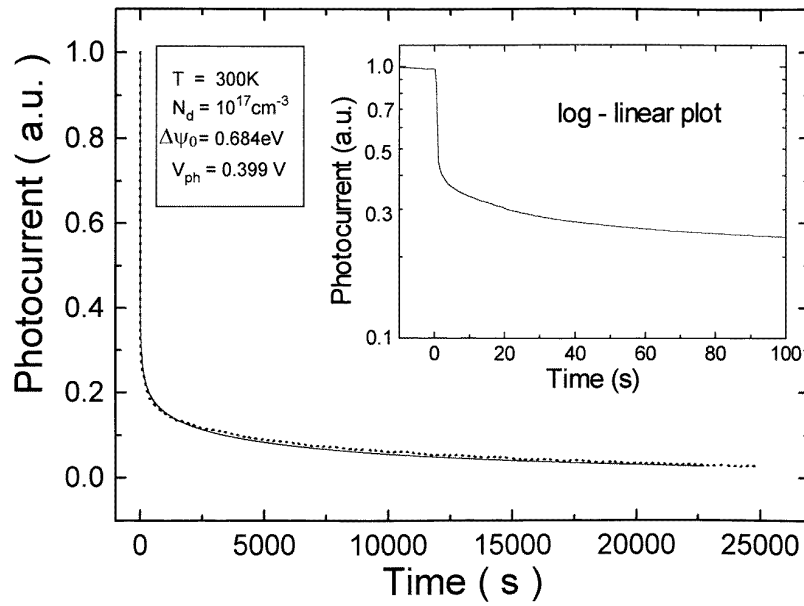 Photocurrent ( a.u. )
1.0
0.8
0.6
0.4
0.2
0.0
T = 300K
N_d = 10^17 cm^-3
Δψ_0 = 0.684eV
V_ph = 0.399 V
Photocurrent (a.u.)
1.0
0.7
0.5
0.3
0.1
log - linear plot
0 20 40 60 80 100
Time (s)
0 5000 10000 15000 20000 25000
Time ( s )